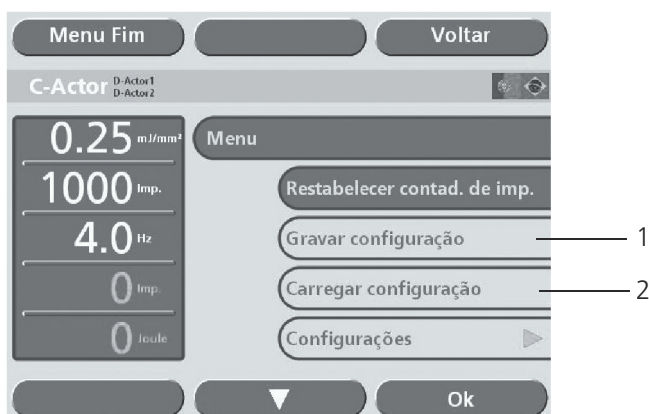 Menu Fim
Voltar
C-Actor D-Actor1
D-Actor2
0.25 mJ/mm²
Menu
1000 Imp.
Restabelecer contad. de imp.
4.0 Hz
Gravar configuração
1
0 Imp.
Carregar configuração
2
0 Joule
Configurações
Ok